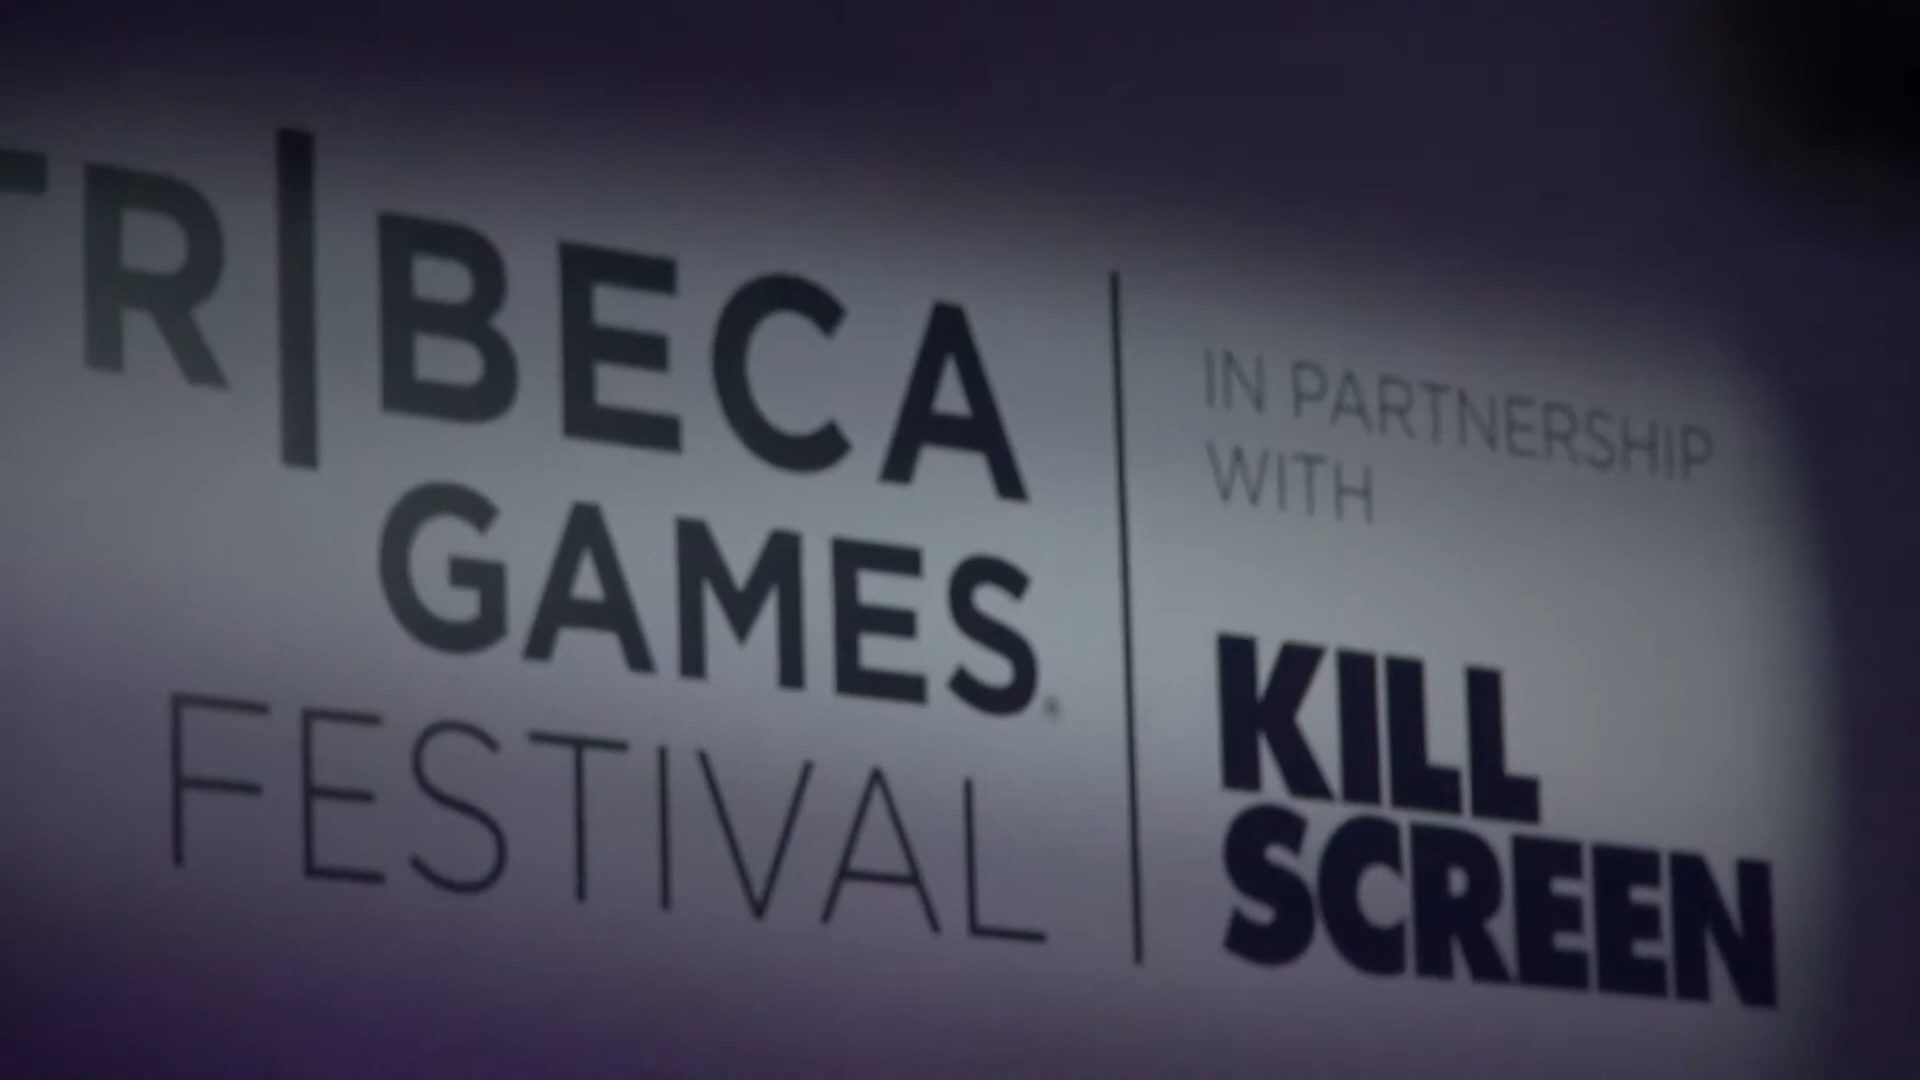 TR|BECA
GAMES®
FESTIVAL
IN PARTNERSHIP
WITH
KILL
SCREEN